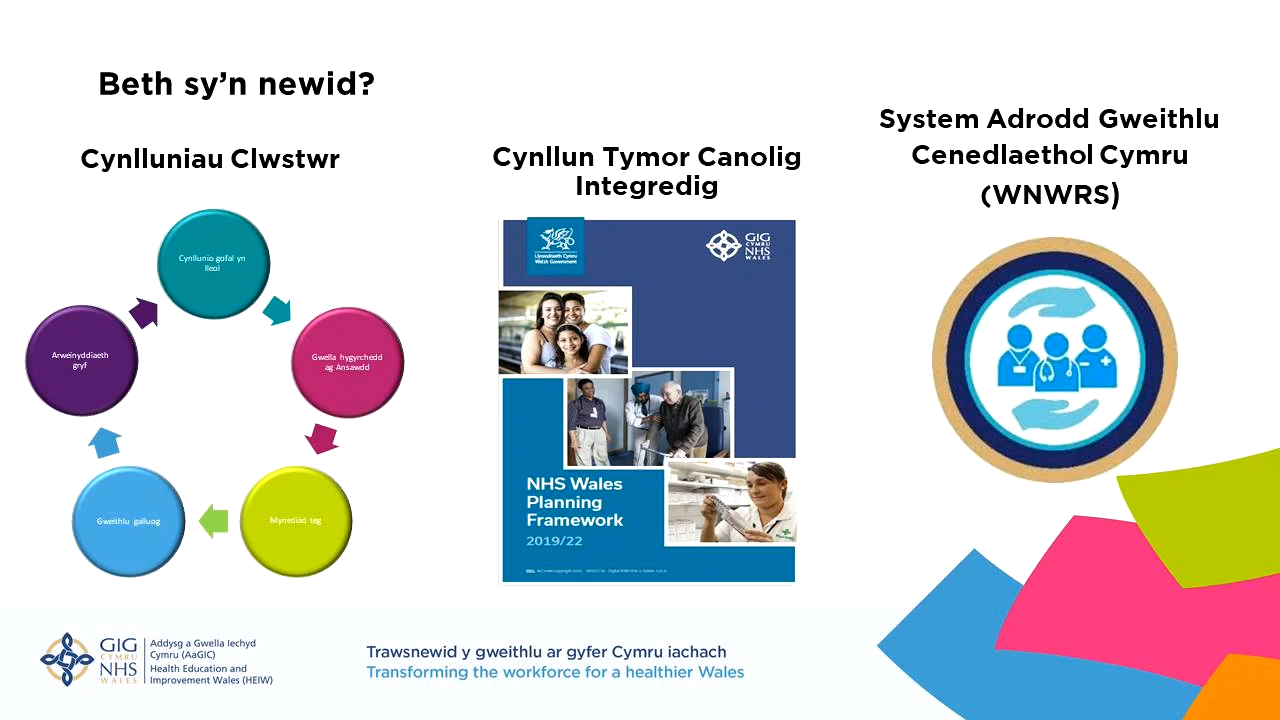 Beth sy'n newid?
Cynlluniau Clwstwr
Cynllunio gofal yn
lleol
Gwella hygyrchedd
ag Ansawdd
Mynediad teg
Gweithlu galluog
Arweinyddiaeth
gryf
Cynllun Tymor Canolig
Integredig
Llywodraeth Cymru
Welsh Government
GIG
CYMRU
NHS
WALES
NHS Wales
Planning
Framework
2019/22
System Adrodd Gweithlu
Cenedlaethol Cymru
(WNWRS)
GIG
CYMRU
NHS
WALES
Addysg a Gwella Iechyd
Cymru (AaGIC)
Health Education and
Improvement Wales (HEIW)
Trawsnewid y gweithlu ar gyfer Cymru iachach
Transforming the workforce for a healthier Wales